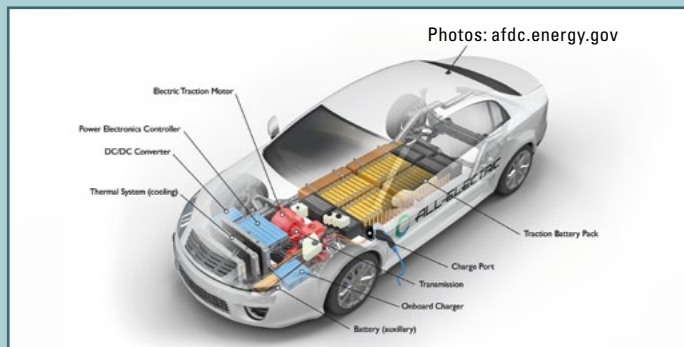 Photos: afdc.energy.gov
Electric Traction Motor
Power Electronics Controller
DC/DC Converter
Thermal System (cooling)
ALL-ELECTRIC
Traction Battery Pack
Charge Port
Transmission
Onboard Charger
Battery (auxillary)